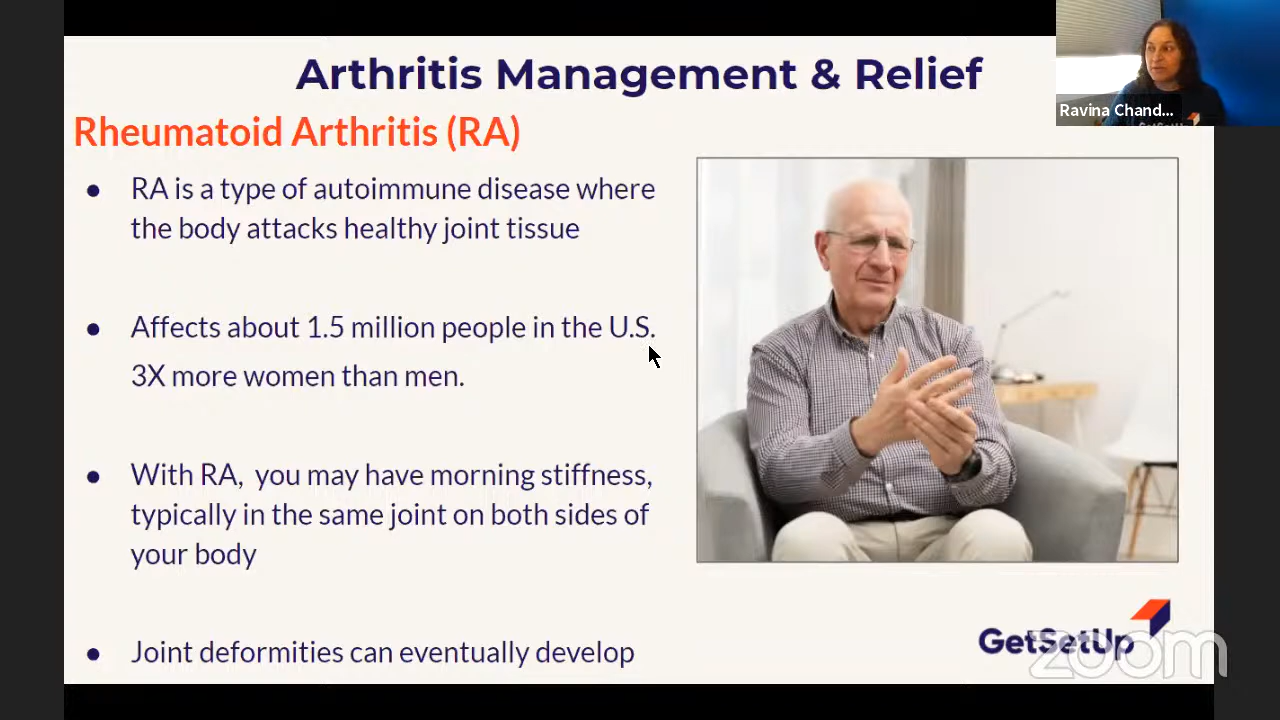 Arthritis Management & Relief
Ravina Chand...
Rheumatoid Arthritis (RA)
● RA is a type of autoimmune disease where
the body attacks healthy joint tissue
● Affects about 1.5 million people in the U.S.
3X more women than men.
● With RA, you may have morning stiffness,
typically in the same joint on both sides of
your body
● Joint deformities can eventually develop
GetSetUp
zoom